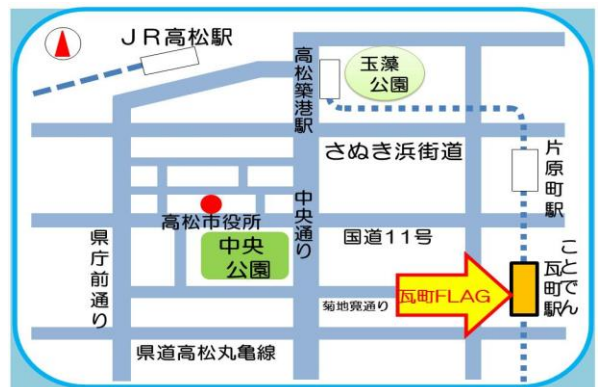 JR高松駅
高松築港駅
玉藻
公園
さぬき浜街道
片原町駅
高松市役所
中央
公園
中央通り
国道11号
県庁前通り
菊池寛通り
瓦町FLAG
ことでん
瓦町駅
県道高松丸亀線